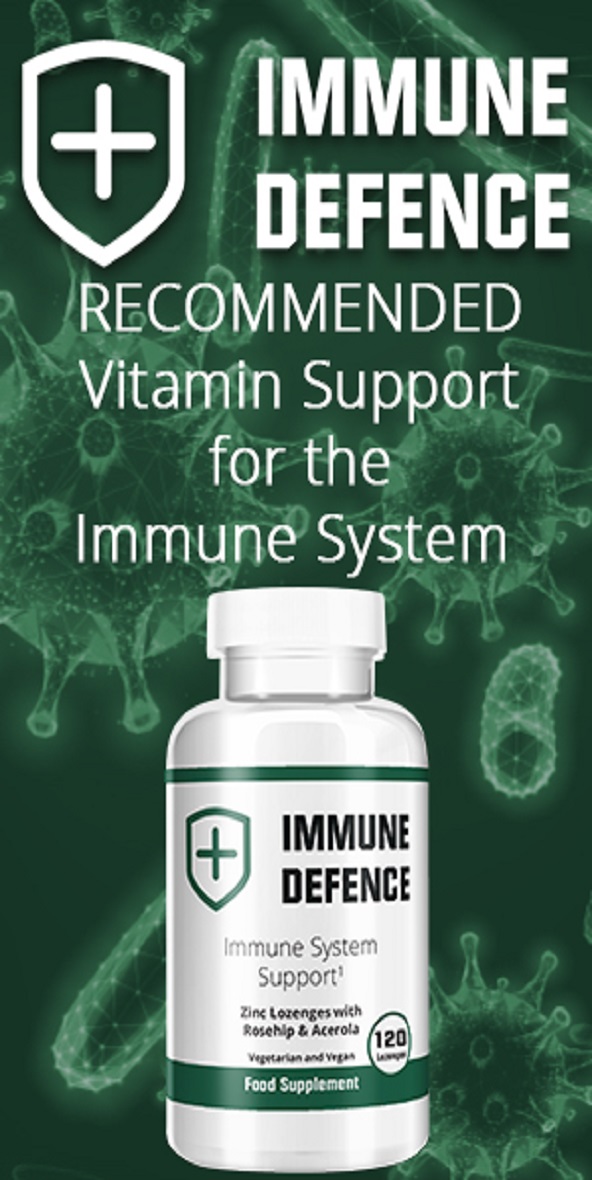 IMMUNE
DEFENCE
RECOMMENDED
Vitamin Support
for the
Immune System
IMMUNE
DEFENCE
Immune System
Support¹
Zinc Lozenges with
Rosehip & Acerola
120
Lozenges
Vegetarian and Vegan
Food Supplement